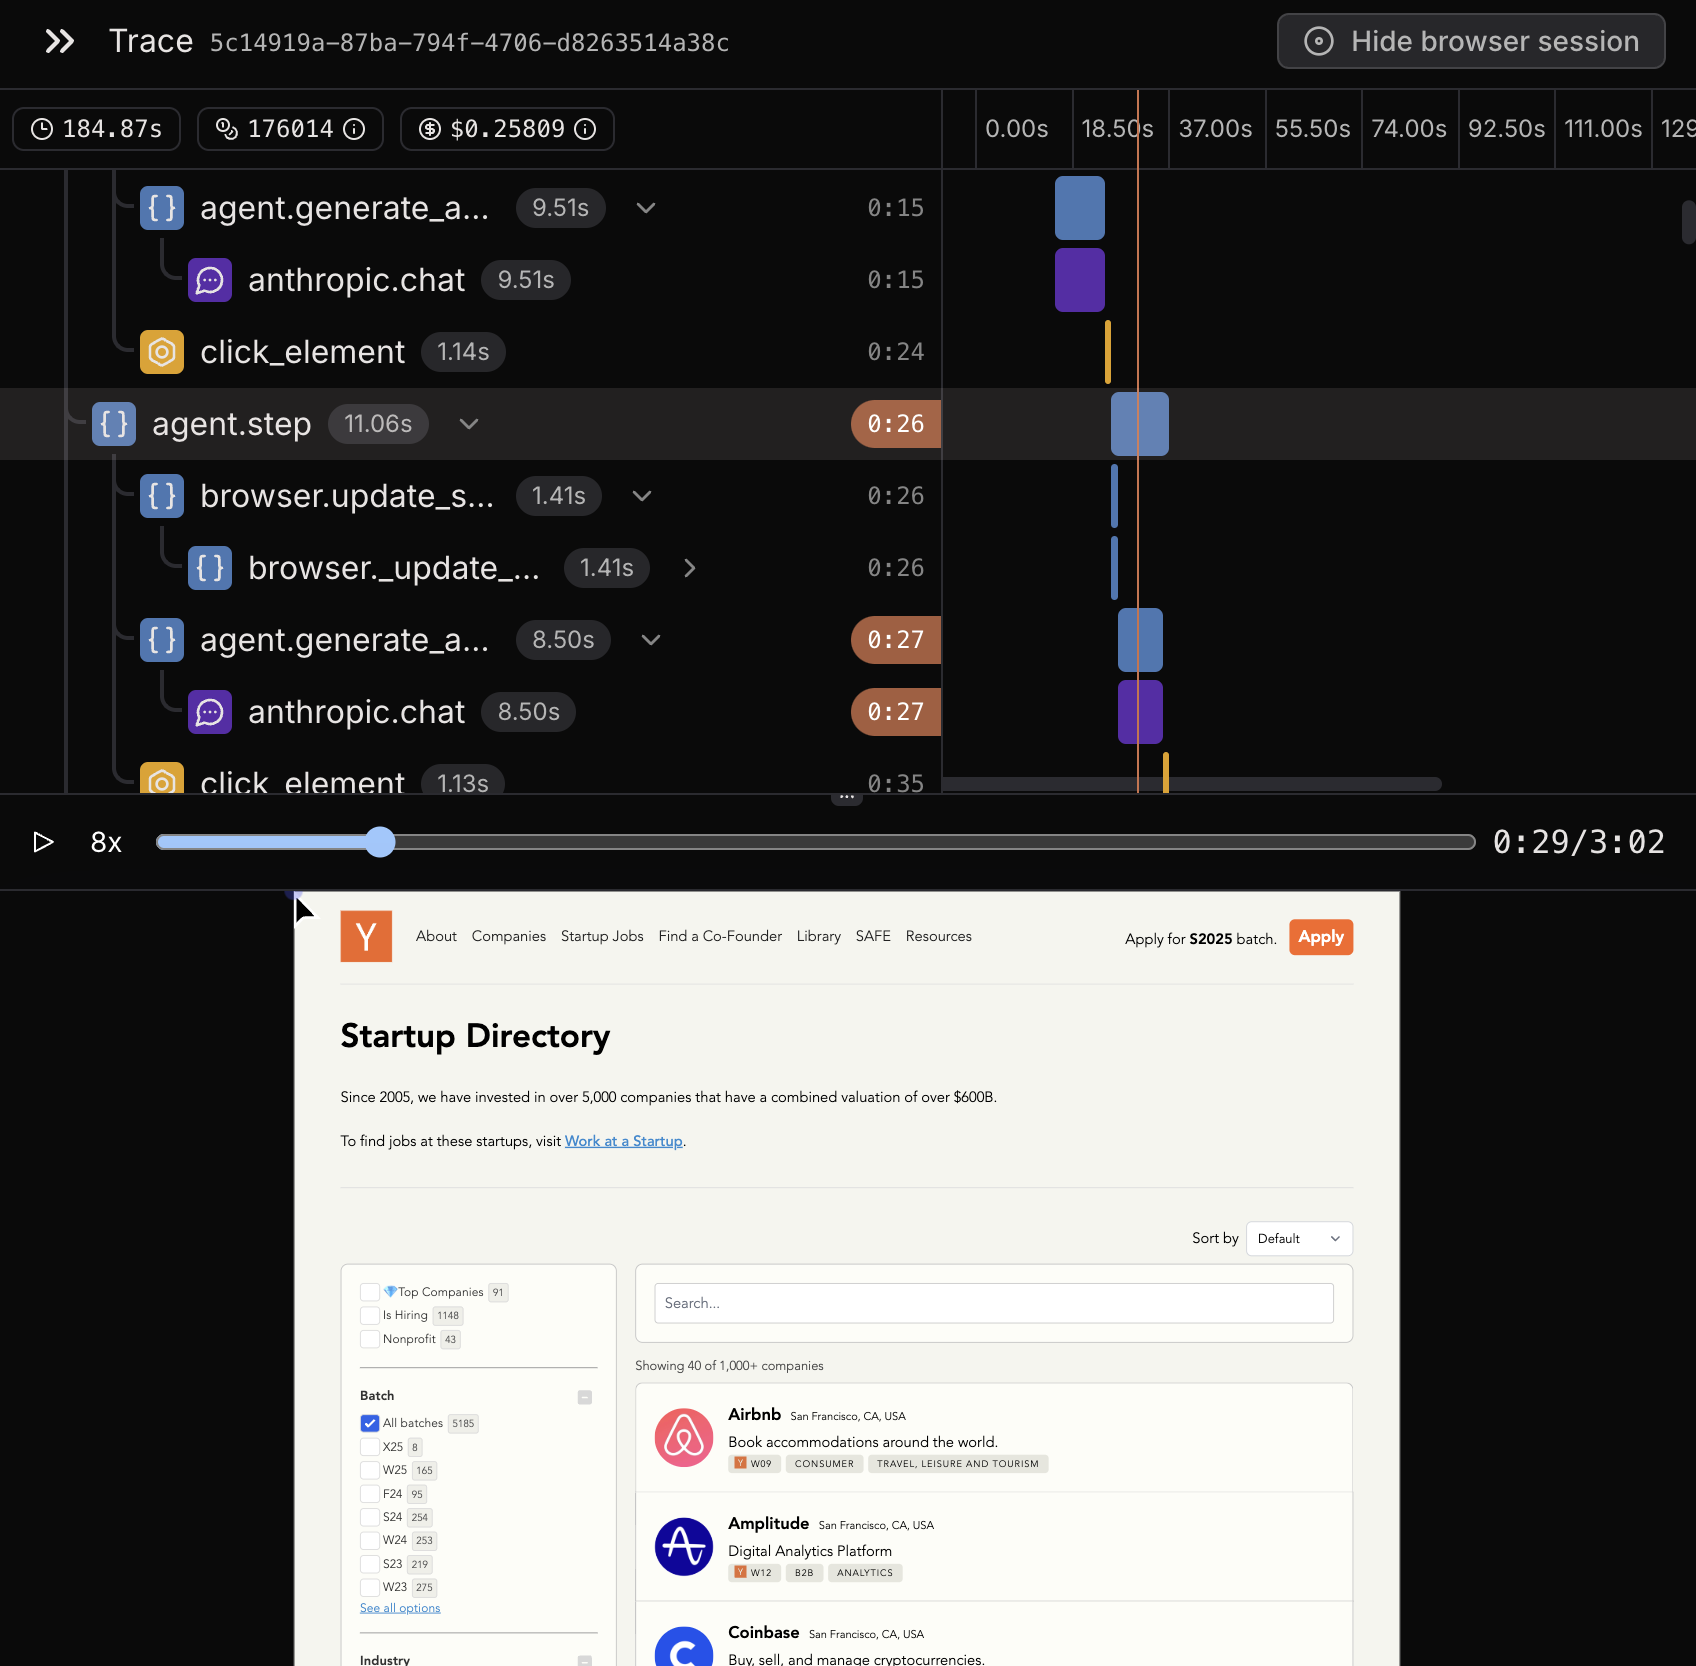 Trace 5c14919a-87ba-794f-4706-d8263514a38c
Hide browser session
184.87s 176014 $0.25809
0.00s 18.50s 37.00s 55.50s 74.00s 92.50s 111.00s 129
agent.generate_a... 9.51s 0:15
anthropic.chat 9.51s 0:15
click_element 1.14s 0:24
agent.step 11.06s 0:26
browser.update_s... 1.41s 0:26
browser._update_... 1.41s 0:26
agent.generate_a... 8.50s 0:27
anthropic.chat 8.50s 0:27
click_element 1.13s 0:35
8x 0:29/3:02
Y About Companies Startup Jobs Find a Co-Founder Library SAFE Resources
Apply for S2025 batch. Apply
Startup Directory
Since 2005, we have invested in over 5,000 companies that have a combined valuation of over $600B.
To find jobs at these startups, visit Work at a Startup.
Sort by Default
Top Companies 91
Is Hiring 1148
Nonprofit 43
Batch
All batches 5185
X25 8
W25 165
F24 95
S24 254
W24 253
S23 219
W23 275
See all options
Industry
Search...
Showing 40 of 1,000+ companies
Airbnb San Francisco, CA, USA
Book accommodations around the world.
Y W09 CONSUMER TRAVEL, LEISURE AND TOURISM
Amplitude San Francisco, CA, USA
Digital Analytics Platform
Y W12 B2B ANALYTICS
Coinbase San Francisco, CA, USA
Buy, sell, and manage cryptocurrencies.